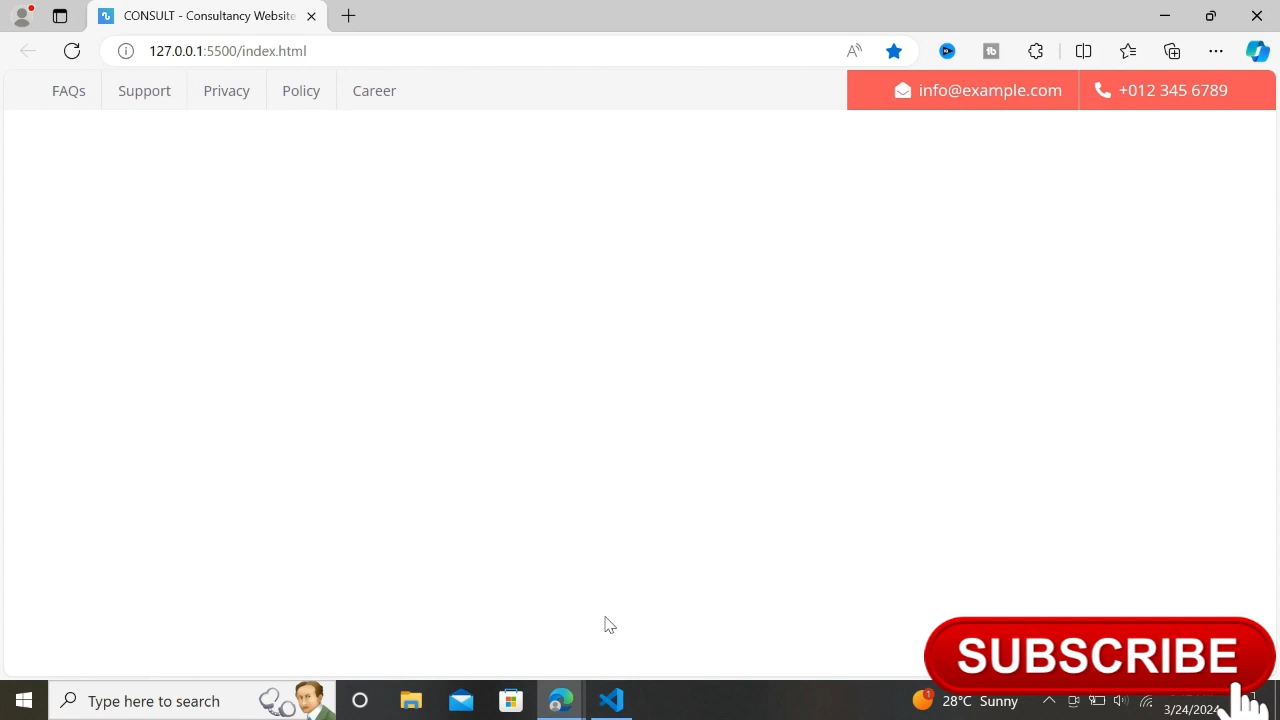 CONSULT - Consultancy Website
127.0.0.1:5500/index.html
FAQs
Support
Privacy
Policy
Career
info@example.com
+012 345 6789
SUBSCRIBE
Type here to search
1
28°C Sunny
3/24/2024